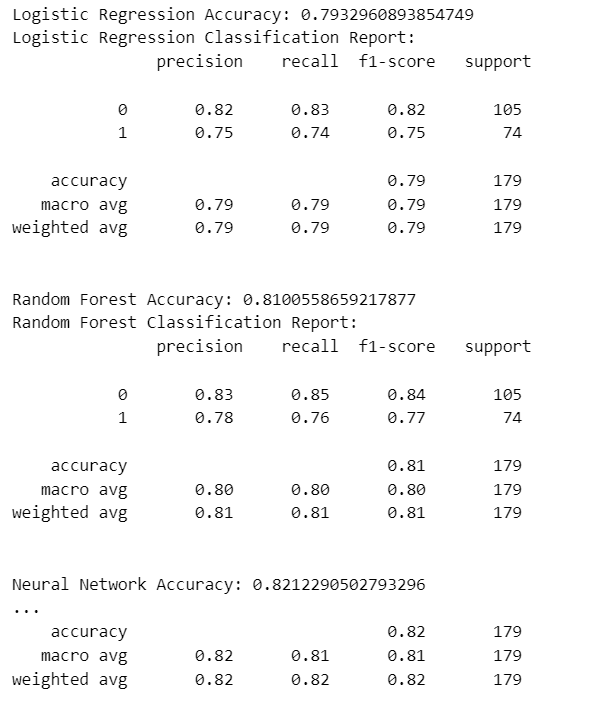 Logistic Regression Accuracy: 0.7932960893854749
Logistic Regression Classification Report:
precision recall f1-score support
0 0.82 0.83 0.82 105
1 0.75 0.74 0.75 74
accuracy 0.79 179
macro avg 0.79 0.79 0.79 179
weighted avg 0.79 0.79 0.79 179
Random Forest Accuracy: 0.8100558659217877
Random Forest Classification Report:
precision recall f1-score support
0 0.83 0.85 0.84 105
1 0.78 0.76 0.77 74
accuracy 0.81 179
macro avg 0.80 0.80 0.80 179
weighted avg 0.81 0.81 0.81 179
Neural Network Accuracy: 0.8212290502793296
...
accuracy 0.82 179
macro avg 0.82 0.81 0.81 179
weighted avg 0.82 0.82 0.82 179